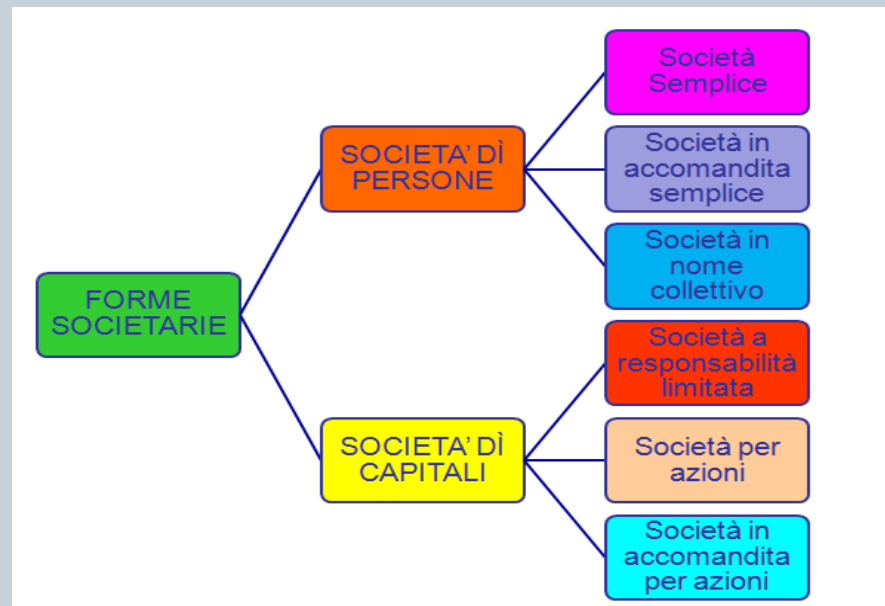 FORME
SOCIETARIE
SOCIETA' DÌ
PERSONE
Società
Semplice
Società in
accomandita
semplice
Società in
nome
collettivo
SOCIETA' DÌ
CAPITALI
Società a
responsabilità
limitata
Società per
azioni
Società in
accomandita
per azioni